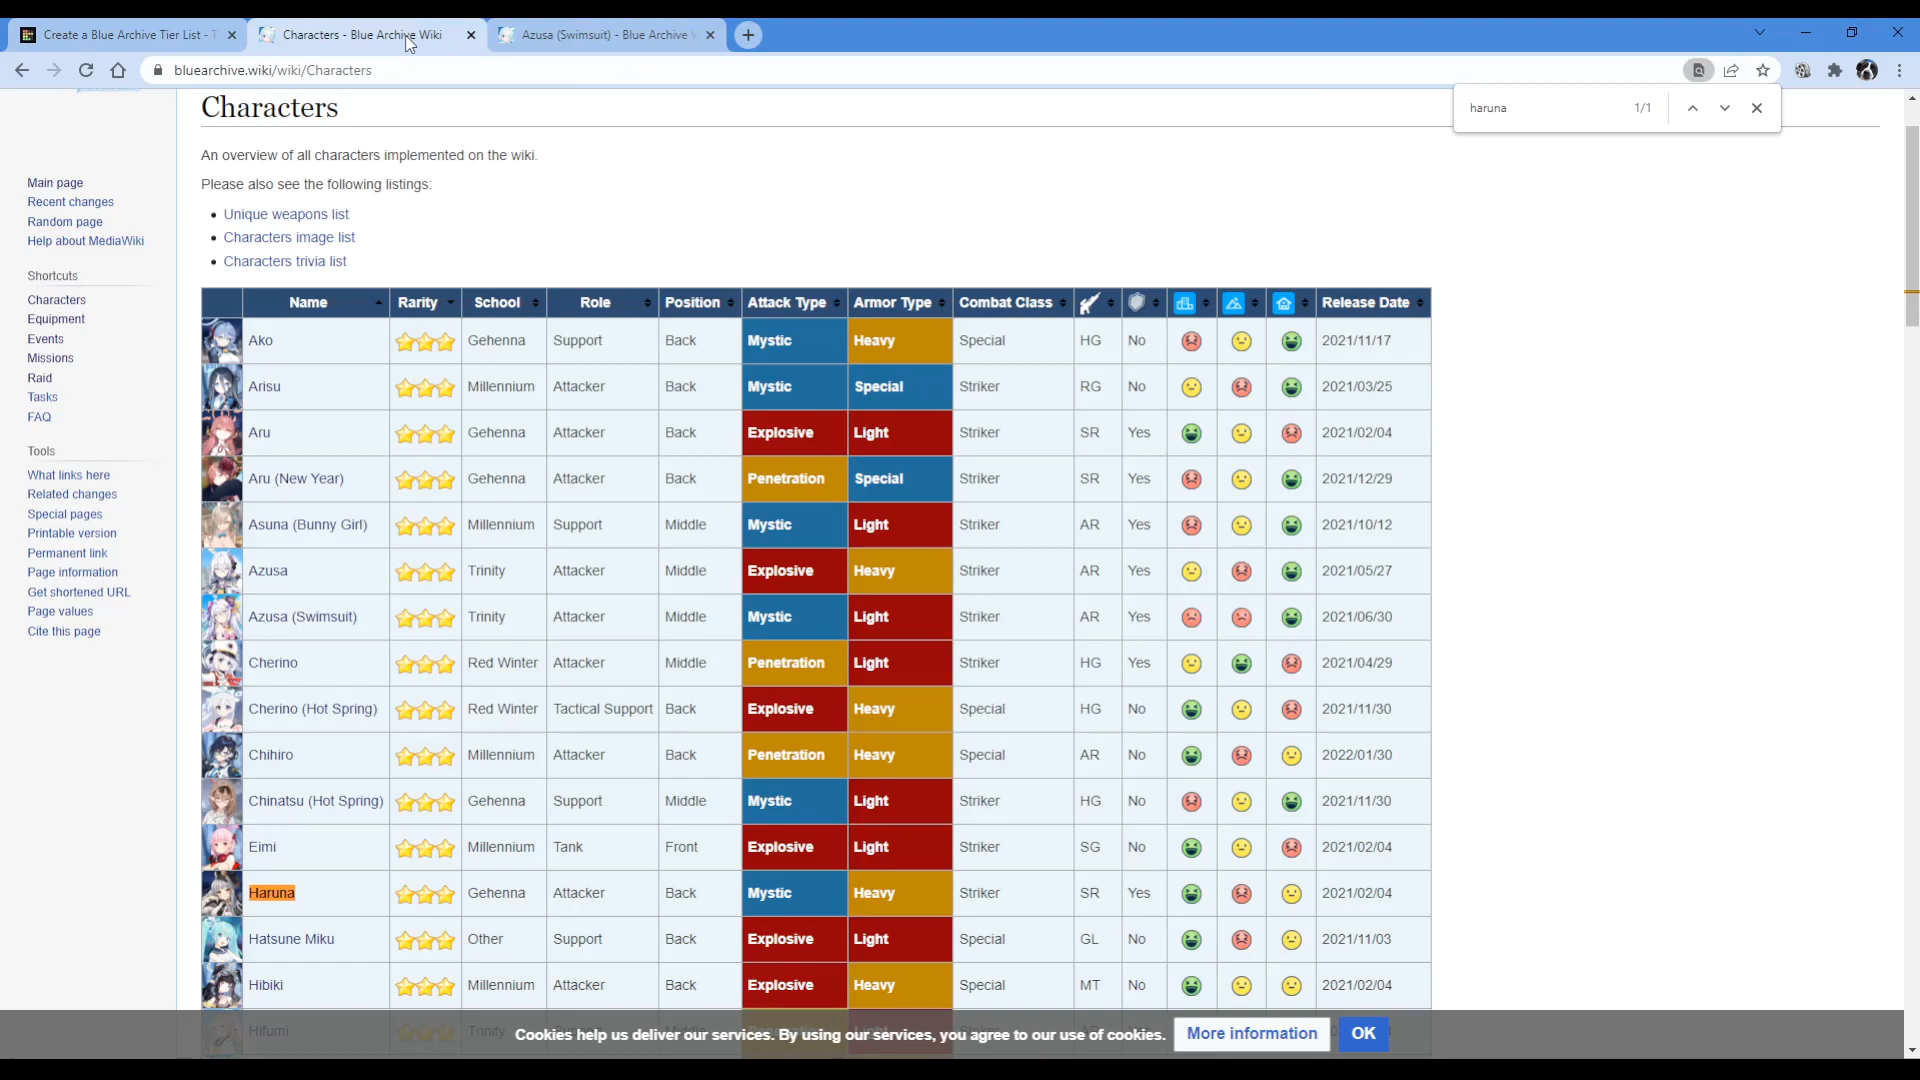 Create a Blue Archive Tier List - T
Characters - Blue Archive Wiki
Azusa (Swimsuit) - Blue Archive
bluearchive.wiki/wiki/Characters
haruna 1/1
Characters
An overview of all characters implemented on the wiki.
Please also see the following listings:
Unique weapons list
Characters image list
Characters trivia list
Main page
Recent changes
Random page
Help about MediaWiki
Shortcuts
Characters
Equipment
Events
Missions
Raid
Tasks
FAQ
Tools
What links here
Related changes
Special pages
Printable version
Permanent link
Page information
Get shortened URL
Page values
Cite this page
Name Rarity School Role Position Attack Type Armor Type Combat Class Release Date
Ako Gehenna Support Back Mystic Heavy Special HG No 2021/11/17
Arisu Millennium Attacker Back Mystic Special Striker RG No 2021/03/25
Aru Gehenna Attacker Back Explosive Light Striker SR Yes 2021/02/04
Aru (New Year) Gehenna Attacker Back Penetration Special Striker SR Yes 2021/12/29
Asuna (Bunny Girl) Millennium Support Middle Mystic Light Striker AR Yes 2021/10/12
Azusa Trinity Attacker Middle Explosive Heavy Striker AR Yes 2021/05/27
Azusa (Swimsuit) Trinity Attacker Middle Mystic Light Striker AR Yes 2021/06/30
Cherino Red Winter Attacker Middle Penetration Light Striker HG Yes 2021/04/29
Cherino (Hot Spring) Red Winter Tactical Support Back Explosive Heavy Special HG No 2021/11/30
Chihiro Millennium Attacker Back Penetration Heavy Special AR No 2022/01/30
Chinatsu (Hot Spring) Gehenna Support Middle Mystic Light Striker HG No 2021/11/30
Eimi Millennium Tank Front Explosive Light Striker SG No 2021/02/04
Haruna Gehenna Attacker Back Mystic Heavy Striker SR Yes 2021/02/04
Hatsune Miku Other Support Back Explosive Light Special GL No 2021/11/03
Hibiki Millennium Attacker Back Explosive Heavy Special MT No 2021/02/04
Hifumi Trinity
Cookies help us deliver our services. By using our services, you agree to our use of cookies. More information OK